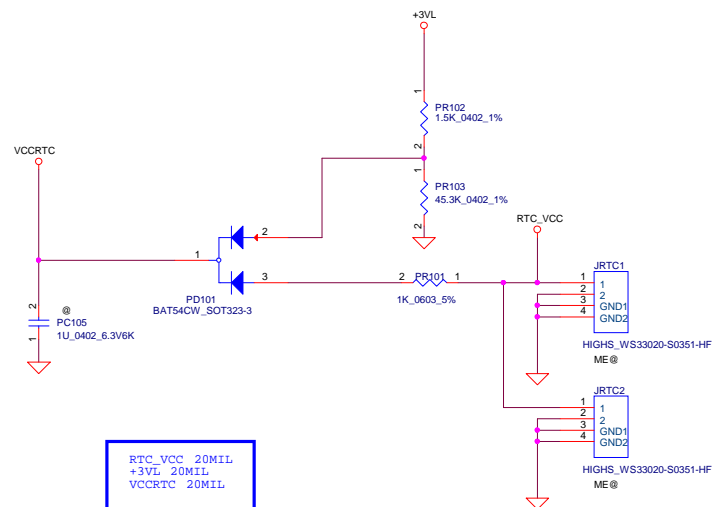 +3VL
1
PR102
1.5K_0402_1%
2
VCCRTC
1
PR103
45.3K_0402_1%
2
RTC_VCC
2
1
3
PD101
BAT54CW_SOT323-3
2 PR101 1
1K_0603_5%
JRTC1
1 1
2 2
3 GND1
4 GND2
HIGHS_WS33020-S0351-HF
ME@
2
@
PC105
1
1U_0402_6.3V6K
JRTC2
1 1
2 2
3 GND1
4 GND2
HIGHS_WS33020-S0351-HF
ME@
RTC_VCC 20MIL
+3VL 20MIL
VCCRTC 20MIL